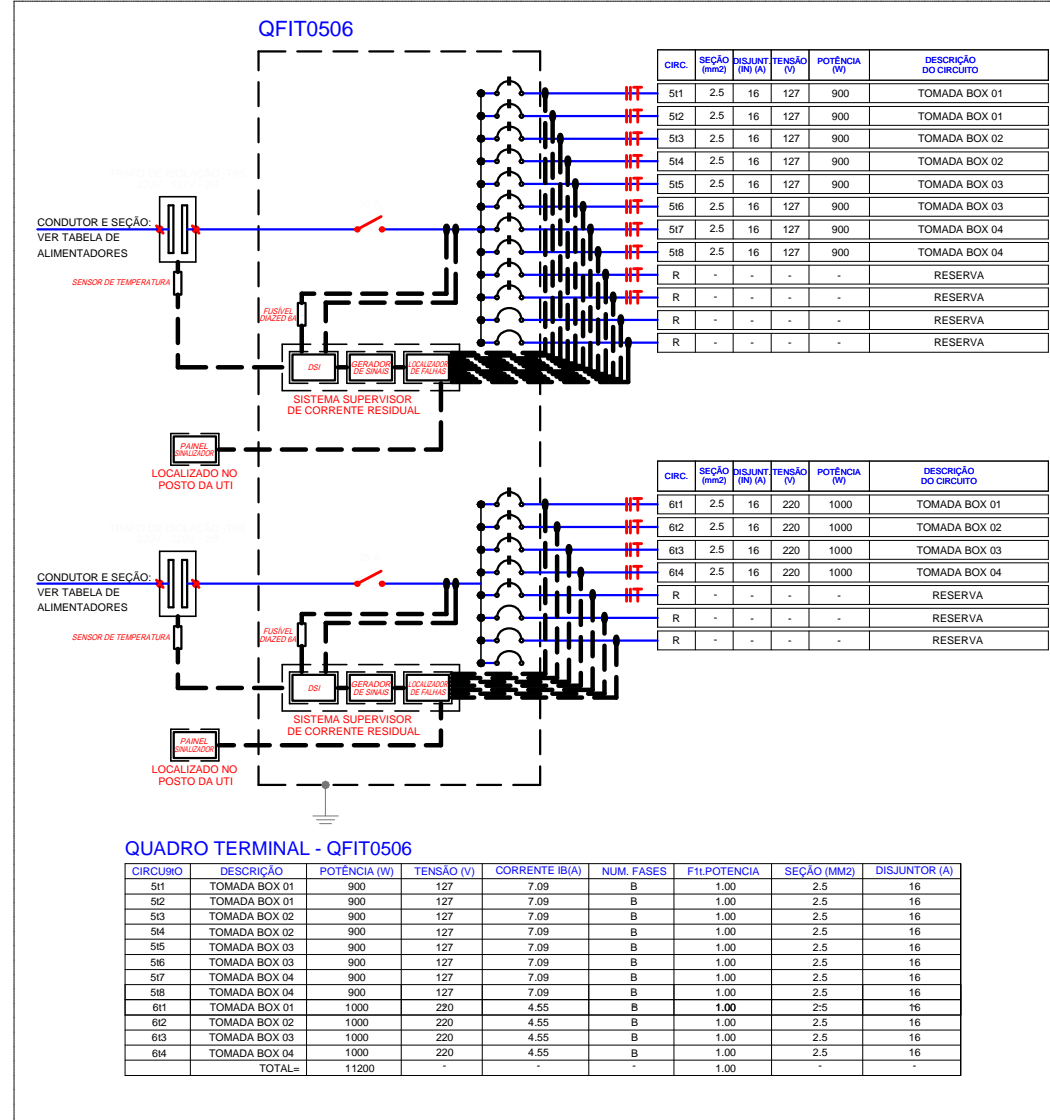 QFIT0506
CIRC. SEÇÃO (mm2) DISJUNT. (IN) (A) TENSÃO (V) POTÊNCIA (W) DESCRIÇÃO DO CIRCUITO
5t1 2.5 16 127 900 TOMADA BOX 01
5t2 2.5 16 127 900 TOMADA BOX 01
5t3 2.5 16 127 900 TOMADA BOX 02
5t4 2.5 16 127 900 TOMADA BOX 02
5t5 2.5 16 127 900 TOMADA BOX 03
5t6 2.5 16 127 900 TOMADA BOX 03
5t7 2.5 16 127 900 TOMADA BOX 04
5t8 2.5 16 127 900 TOMADA BOX 04
R - - - - RESERVA
R - - - - RESERVA
R - - - - RESERVA
R - - - - RESERVA
CONDUTOR E SEÇÃO:
VER TABELA DE
ALIMENTADORES
SENSOR DE TEMPERATURA
FUSÍVEL
DIAZED 6A
DSI
GERADOR
DE SINAIS
LOCALIZADOR
DE FALHAS
SISTEMA SUPERVISOR
DE CORRENTE RESIDUAL
PAINEL
SINALIZADOR
LOCALIZADO NO
POSTO DA UTI
CIRC. SEÇÃO (mm2) DISJUNT. (IN) (A) TENSÃO (V) POTÊNCIA (W) DESCRIÇÃO DO CIRCUITO
6t1 2.5 16 220 1000 TOMADA BOX 01
6t2 2.5 16 220 1000 TOMADA BOX 02
6t3 2.5 16 220 1000 TOMADA BOX 03
6t4 2.5 16 220 1000 TOMADA BOX 04
R - - - - RESERVA
R - - - - RESERVA
R - - - - RESERVA
CONDUTOR E SEÇÃO:
VER TABELA DE
ALIMENTADORES
SENSOR DE TEMPERATURA
FUSÍVEL
DIAZED 6A
DSI
GERADOR
DE SINAIS
LOCALIZADOR
DE FALHAS
SISTEMA SUPERVISOR
DE CORRENTE RESIDUAL
PAINEL
SINALIZADOR
LOCALIZADO NO
POSTO DA UTI
QUADRO TERMINAL - QFIT0506
CIRCU9tO DESCRIÇÃO POTÊNCIA (W) TENSÃO (V) CORRENTE IB(A) NUM. FASES F1t.POTENCIA SEÇÃO (MM2) DISJUNTOR (A)
5t1 TOMADA BOX 01 900 127 7.09 B 1.00 2.5 16
5t2 TOMADA BOX 01 900 127 7.09 B 1.00 2.5 16
5t3 TOMADA BOX 02 900 127 7.09 B 1.00 2.5 16
5t4 TOMADA BOX 02 900 127 7.09 B 1.00 2.5 16
5t5 TOMADA BOX 03 900 127 7.09 B 1.00 2.5 16
5t6 TOMADA BOX 03 900 127 7.09 B 1.00 2.5 16
5t7 TOMADA BOX 04 900 127 7.09 B 1.00 2.5 16
5t8 TOMADA BOX 04 900 127 7.09 B 1.00 2.5 16
6t1 TOMADA BOX 01 1000 220 4.55 B 1.00 2:5 16
6t2 TOMADA BOX 02 1000 220 4.55 B 1.00 2.5 16
6t3 TOMADA BOX 03 1000 220 4.55 B 1.00 2.5 16
6t4 TOMADA BOX 04 1000 220 4.55 B 1.00 2.5 16
TOTAL= 11200 - - - 1.00 - -